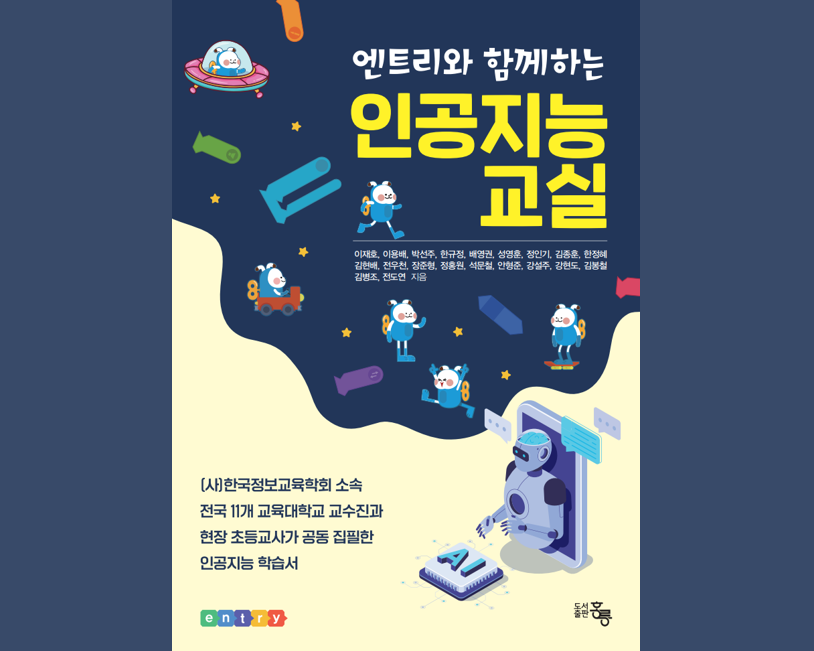 엔트리와 함께하는
인공지능
교실
이재호, 이용배, 박선주, 한규정, 배영권, 성영훈, 정인기, 김종훈, 한정혜
김현배, 전우천, 장준형, 정홍원, 석문철, 안형준, 강설주, 강현도, 김봉철
김병조, 전도연 지음
(사)한국정보교육학회 소속
전국 11개 교육대학교 교수진과
현장 초등교사가 공동 집필한
인공지능 학습서
AI
entry
도서
출판 홍릉